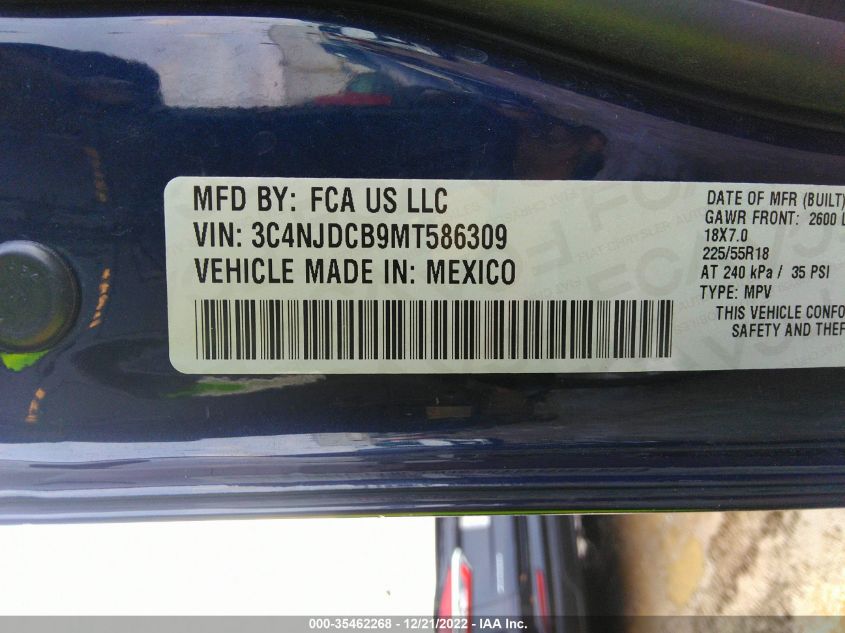 MFD BY: FCA US LLC
VIN: 3C4NJDCB9MT586309
VEHICLE MADE IN: MEXICO
DATE OF MFR (BUILT)
GAWR FRONT: 2600 L
18X7.0
225/55R18
AT 240 kPa / 35 PSI
TYPE: MPV
THIS VEHICLE CONFO
SAFETY AND THEF
000-35462268 - 12/21/2022 - IAA Inc.